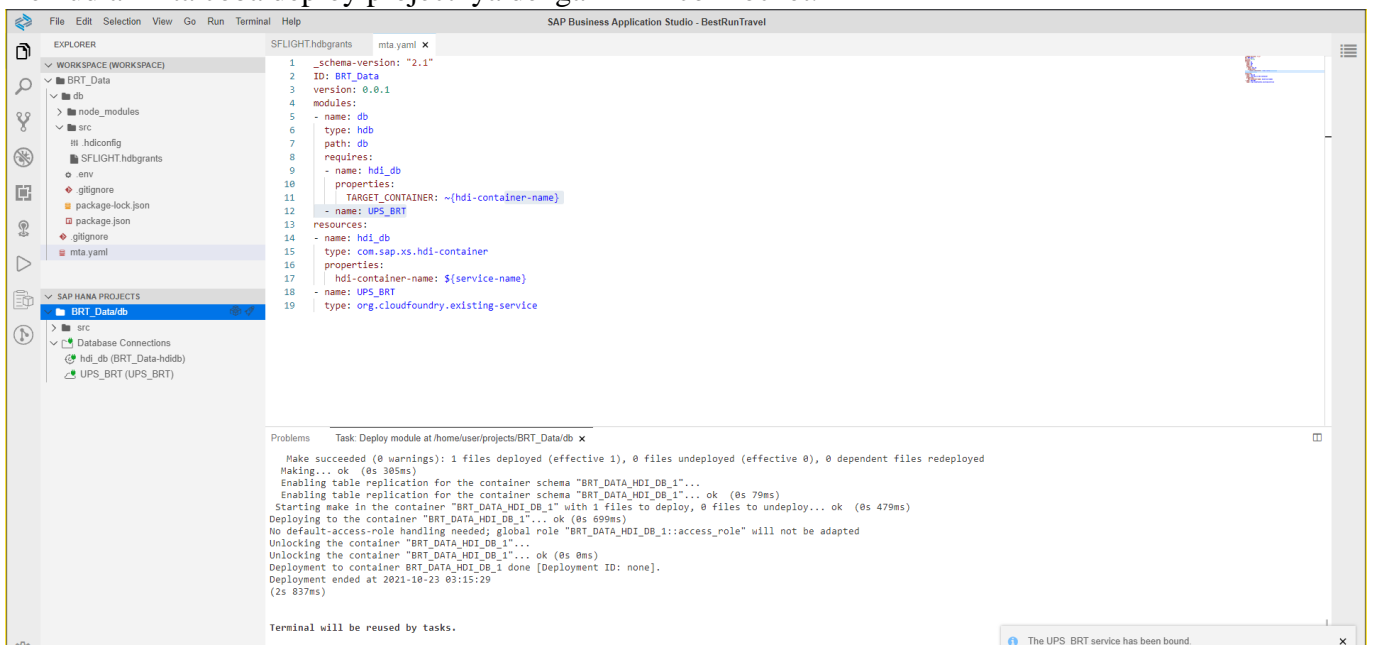 File Edit Selection View Go Run Terminal Help
SAP Business Application Studio - BestRunTravel
EXPLORER
WORKSPACE (WORKSPACE)
BRT_Data
db
node_modules
src
.hdiconfig
SFLIGHT.hdbgrants
.env
.gitignore
package-lock.json
package.json
.gitignore
mta.yaml
SAP HANA PROJECTS
BRT_Data/db
src
Database Connections
hdi_db (BRT_Data-hdidb)
UPS_BRT (UPS_BRT)
SFLIGHT.hdbgrants mta.yaml ×
1 _schema-version: "2.1"
2 ID: BRT_Data
3 version: 0.0.1
4 modules:
5 - name: db
6 type: hdb
7 path: db
8 requires:
9 - name: hdi_db
10 properties:
11 TARGET_CONTAINER: ~{hdi-container-name}
12 - name: UPS_BRT
13 resources:
14 - name: hdi_db
15 type: com.sap.xs.hdi-container
16 properties:
17 hdi-container-name: ${service-name}
18 - name: UPS_BRT
19 type: org.cloudfoundry.existing-service
Problems Task: Deploy module at /home/user/projects/BRT_Data/db ×
Make succeeded (0 warnings): 1 files deployed (effective 1), 0 files undeployed (effective 0), 0 dependent files redeployed
Making... ok (0s 305ms)
Enabling table replication for the container schema "BRT_DATA_HDI_DB_1"...
Enabling table replication for the container schema "BRT_DATA_HDI_DB_1"... ok (0s 79ms)
Starting make in the container "BRT_DATA_HDI_DB_1" with 1 files to deploy, 0 files to undeploy... ok (0s 479ms)
Deploying to the container "BRT_DATA_HDI_DB_1"... ok (0s 699ms)
No default-access-role handling needed; global role "BRT_DATA_HDI_DB_1::access_role" will not be adapted
Unlocking the container "BRT_DATA_HDI_DB_1"...
Unlocking the container "BRT_DATA_HDI_DB_1"... ok (0s 0ms)
Deployment to container BRT_DATA_HDI_DB_1 done [Deployment ID: none].
Deployment ended at 2021-10-23 03:15:29
(2s 837ms)
Terminal will be reused by tasks.
The UPS_BRT service has been bound. ×